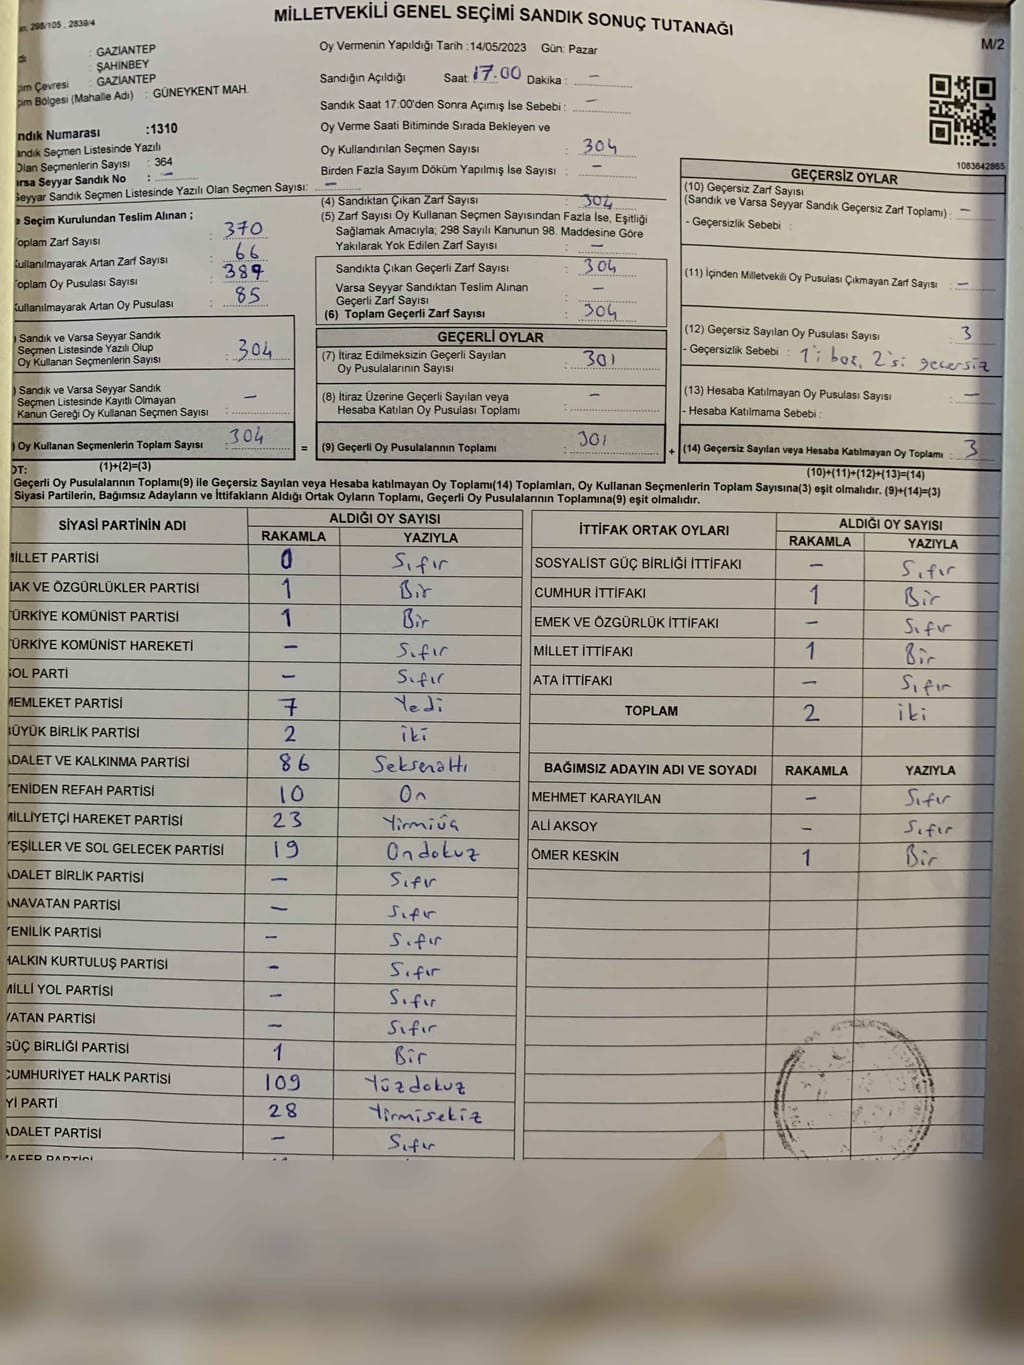 298/105, 2839/4
MİLLETVEKİLİ GENEL SEÇİMİ SANDIK SONUÇ TUTANAĞI
M/2
: GAZİANTEP
: ŞAHİNBEY
Çevresi : GAZİANTEP
Bölgesi (Mahalle Adı) : GÜNEYKENT MAH.
ndık Numarası :1310
andık Seçmen Listesinde Yazılı
Olan Seçmenlerin Sayısı : 364
arsa Seyyar Sandık No : –
Seyyar Sandık Seçmen Listesinde Yazılı Olan Seçmen Sayısı: –
Oy Vermenin Yapıldığı Tarih :14/05/2023 Gün: Pazar
Sandığın Açıldığı Saat: 17.00 Dakika : –
Sandık Saat 17:00'den Sonra Açımış İse Sebebi : –
Oy Verme Saati Bitiminde Sırada Bekleyen ve
Oy Kullandırılan Seçmen Sayısı : 304
Birden Fazla Sayım Döküm Yapılmış İse Sayısı : –
1083642865
e Seçim Kurulundan Teslim Alınan ;
oplam Zarf Sayısı : 370
ullanılmayarak Artan Zarf Sayısı : 66
oplam Oy Pusulası Sayısı : 387
ullanılmayarak Artan Oy Pusulası : 85
) Sandık ve Varsa Seyyar Sandık
Seçmen Listesinde Yazılı Olup
Oy Kullanan Seçmenlerin Sayısı : 304
) Sandık ve Varsa Seyyar Sandık
Seçmen Listesinde Kayıtlı Olmayan
Kanun Gereği Oy Kullanan Seçmen Sayısı : –
) Oy Kullanan Seçmenlerin Toplam Sayısı : 304
(1)+(2)=(3)
(4) Sandıktan Çıkan Zarf Sayısı : 304
(5) Zarf Sayısı Oy Kullanan Seçmen Sayısından Fazla İse, Eşitliği
Sağlamak Amacıyla; 298 Sayılı Kanunun 98. Maddesine Göre
Yakılarak Yok Edilen Zarf Sayısı : –
Sandıkta Çıkan Geçerli Zarf Sayısı : 304
Varsa Seyyar Sandıktan Teslim Alınan
Geçerli Zarf Sayısı : –
(6) Toplam Geçerli Zarf Sayısı : 304
GEÇERLİ OYLAR
(7) İtiraz Edilmeksizin Geçerli Sayılan
Oy Pusulalarının Sayısı : 301
(8) İtiraz Üzerine Geçerli Sayılan veya
Hesaba Katılan Oy Pusulası Toplamı : –
= (9) Geçerli Oy Pusulalarının Toplamı : 301 +
GEÇERSİZ OYLAR
(10) Geçersiz Zarf Sayısı
(Sandık ve Varsa Seyyar Sandık Geçersiz Zarf Toplamı) : –
- Geçersizlik Sebebi :
(11) İçinden Milletvekili Oy Pusulası Çıkmayan Zarf Sayısı : –
(12) Geçersiz Sayılan Oy Pusulası Sayısı : 3
- Geçersizlik Sebebi : 1'i boş, 2'si geçersiz
(13) Hesaba Katılmayan Oy Pusulası Sayısı : –
- Hesaba Katılmama Sebebi :
(14) Geçersiz Sayılan veya Hesaba Katılmayan Oy Toplamı : 3
(10)+(11)+(12)+(13)=(14)
OT:
Geçerli Oy Pusulalarının Toplamı(9) ile Geçersiz Sayılan veya Hesaba katılmayan Oy Toplamı(14) Toplamları, Oy Kullanan Seçmenlerin Toplam Sayısına(3) eşit olmalıdır. (9)+(14)=(3)
Siyasi Partilerin, Bağımsız Adayların ve İttifakların Aldığı Ortak Oyların Toplamı, Geçerli Oy Pusulalarının Toplamına(9) eşit olmalıdır.
SİYASİ PARTİNİN ADI ALDIĞI OY SAYISI
RAKAMLA YAZIYLA
MİLLET PARTİSİ 0 Sıfır
HAK VE ÖZGÜRLÜKLER PARTİSİ 1 Bir
TÜRKİYE KOMÜNİST PARTİSİ 1 Bir
TÜRKİYE KOMÜNİST HAREKETİ – Sıfır
SOL PARTİ – Sıfır
MEMLEKET PARTİSİ 7 Yedi
BÜYÜK BİRLİK PARTİSİ 2 iki
ADALET VE KALKINMA PARTİSİ 86 Seksenaltı
YENİDEN REFAH PARTİSİ 10 On
MİLLİYETÇİ HAREKET PARTİSİ 23 Yirmiüç
YEŞİLLER VE SOL GELECEK PARTİSİ 19 Ondokuz
ADALET BİRLİK PARTİSİ – Sıfır
ANAVATAN PARTİSİ – Sıfır
YENİLİK PARTİSİ – Sıfır
HALKIN KURTULUŞ PARTİSİ – Sıfır
MİLLİ YOL PARTİSİ – Sıfır
VATAN PARTİSİ – Sıfır
GÜÇ BİRLİĞİ PARTİSİ 1 Bir
CUMHURİYET HALK PARTİSİ 109 Yüzdokuz
İYİ PARTİ 28 Yirmisekiz
ADALET PARTİSİ – Sıfır
ZAFER PARTİSİ
İTTİFAK ORTAK OYLARI ALDIĞI OY SAYISI
RAKAMLA YAZIYLA
SOSYALİST GÜÇ BİRLİĞİ İTTİFAKI – Sıfır
CUMHUR İTTİFAKI 1 Bir
EMEK VE ÖZGÜRLÜK İTTİFAKI – Sıfır
MİLLET İTTİFAKI 1 Bir
ATA İTTİFAKI – Sıfır
TOPLAM 2 iki
BAĞIMSIZ ADAYIN ADI VE SOYADI RAKAMLA YAZIYLA
MEHMET KARAYILAN – Sıfır
ALİ AKSOY – Sıfır
ÖMER KESKİN 1 Bir